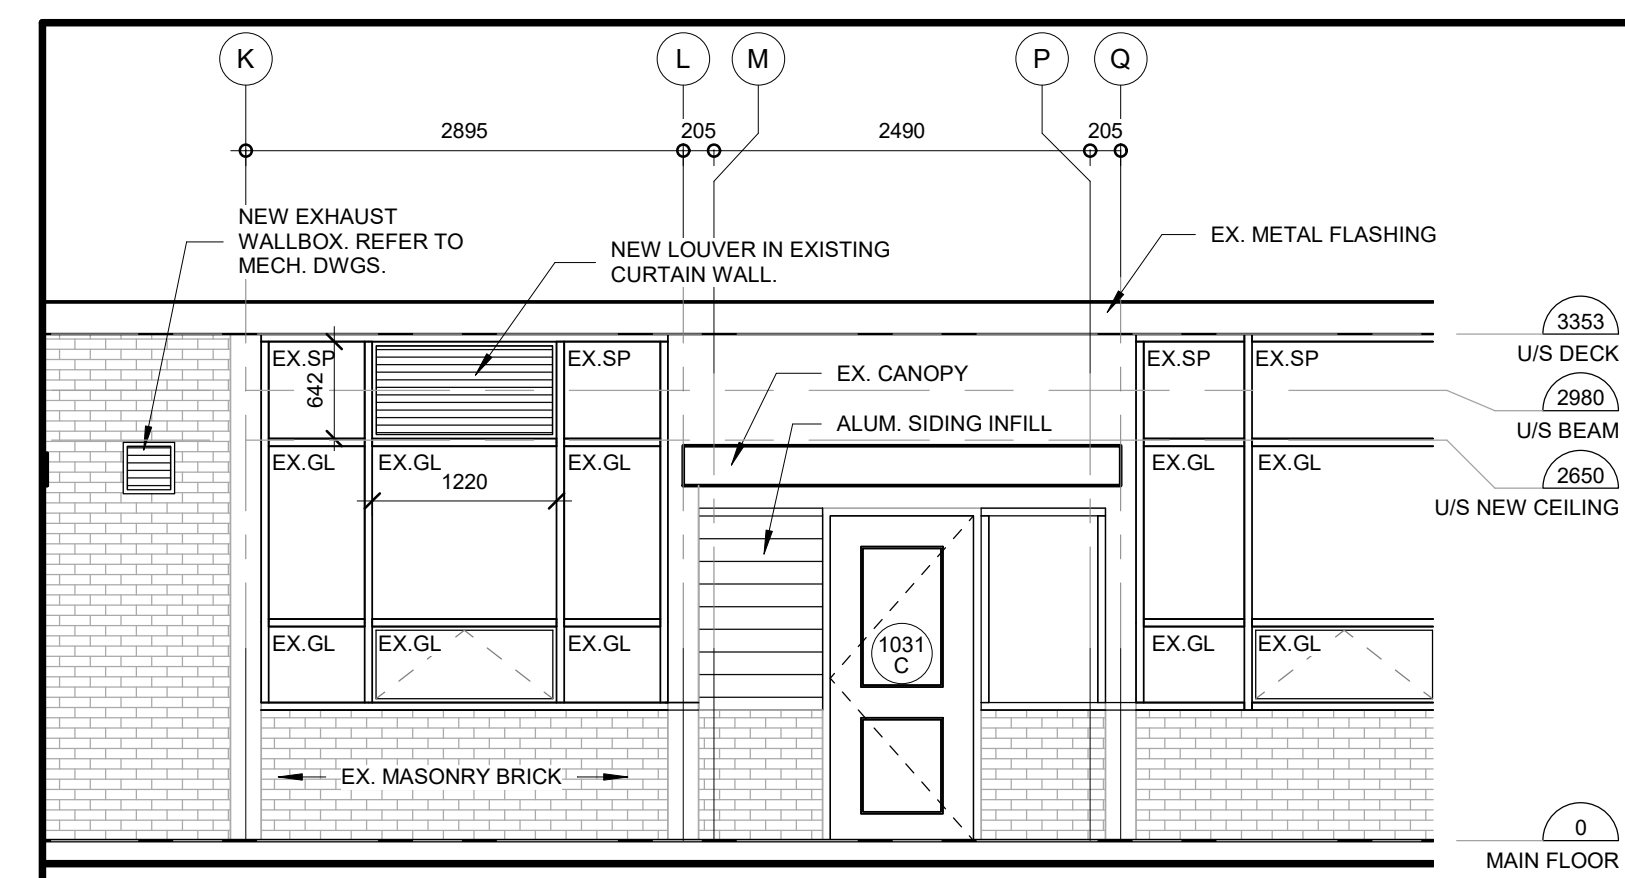 K L M P Q
2895 205 2490 205
NEW EXHAUST
WALLBOX. REFER TO
MECH. DWGS.
NEW LOUVER IN EXISTING
CURTAIN WALL.
EX. METAL FLASHING
3353
U/S DECK
EX.SP EX.SP EX.SP EX.SP
642
EX. CANOPY
2980
U/S BEAM
ALUM. SIDING INFILL
EX.GL EX.GL EX.GL EX.GL EX.GL
1220
2650
U/S NEW CEILING
EX.GL EX.GL EX.GL EX.GL EX.GL
1031
C
EX. MASONRY BRICK
0
MAIN FLOOR